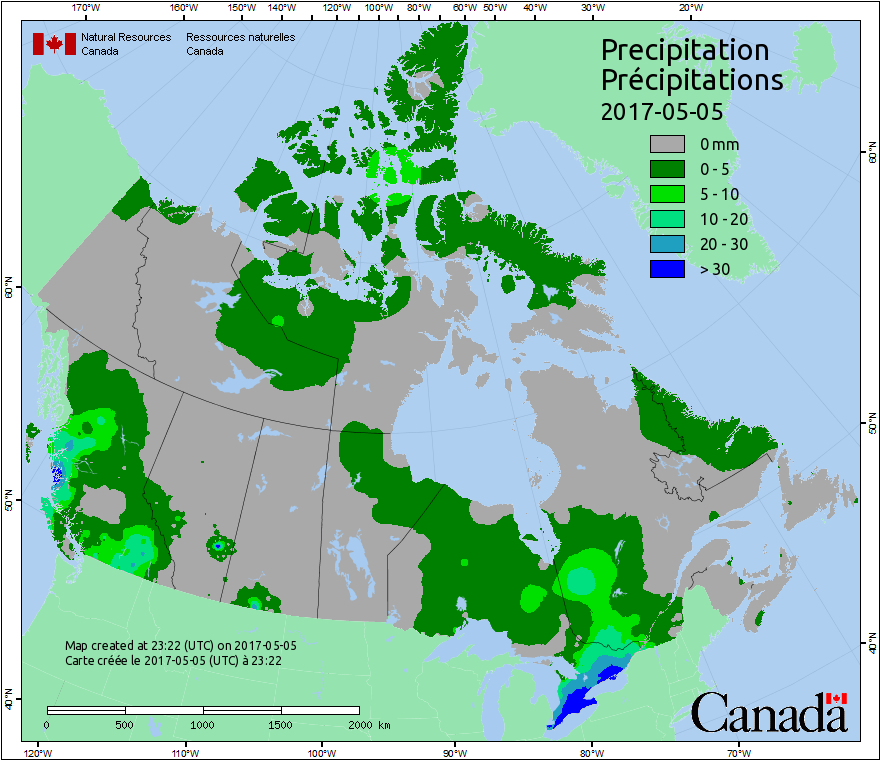 170°W 160°W 150°W 140°W 120°W 100°W 80°W 60°W 50°W 40°W 30°W 20°W
Natural Resources Canada
Ressources naturelles Canada
Precipitation
Précipitations
2017-05-05
0 mm
0 - 5
5 - 10
10 - 20
20 - 30
> 30
60°N
50°N
40°N
60°N
50°N
40°N
Map created at 23:22 (UTC) on 2017-05-05
Carte créée le 2017-05-05 (UTC) à 23:22
0 500 1000 1500 2000 km
Canada
120°W 110°W 100°W 90°W 80°W 70°W